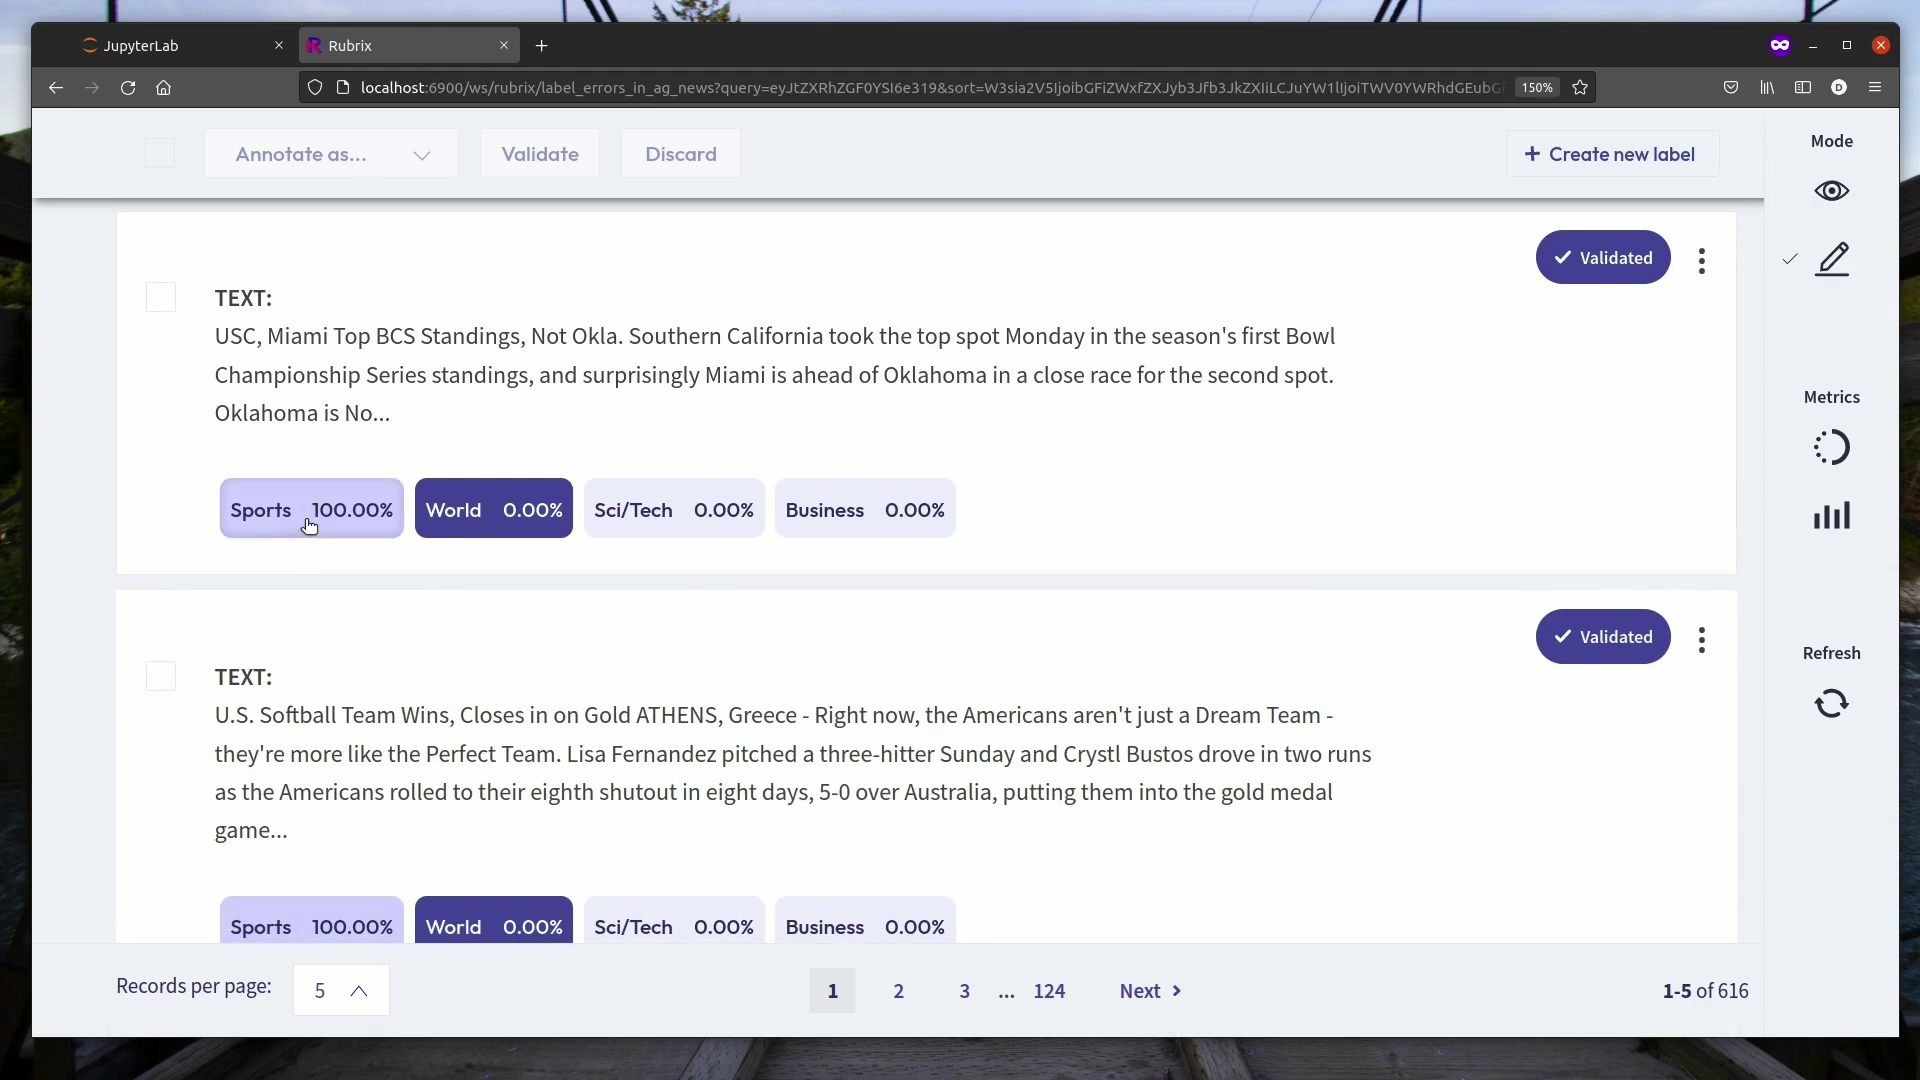 JupyterLab
Rubrix
localhost:6900/ws/rubrix/label_errors_in_ag_news?query=eyJtZXRhZGF0YSI6e319&sort=W3sia2V5IjoibGFiZWxfZXJyb3Jfb3JkZXIiLCJuYW1lIjoiTWV0YWRhdGEubG
150%
Annotate as...
Validate
Discard
+ Create new label
Mode
Validated
TEXT:
USC, Miami Top BCS Standings, Not Okla. Southern California took the top spot Monday in the season's first Bowl
Championship Series standings, and surprisingly Miami is ahead of Oklahoma in a close race for the second spot.
Oklahoma is No...
Sports 100.00% World 0.00% Sci/Tech 0.00% Business 0.00%
Metrics
Validated
TEXT:
U.S. Softball Team Wins, Closes in on Gold ATHENS, Greece - Right now, the Americans aren't just a Dream Team -
they're more like the Perfect Team. Lisa Fernandez pitched a three-hitter Sunday and Crystl Bustos drove in two runs
as the Americans rolled to their eighth shutout in eight days, 5-0 over Australia, putting them into the gold medal
game...
Sports 100.00% World 0.00% Sci/Tech 0.00% Business 0.00%
Refresh
Records per page: 5
1 2 3 ... 124 Next >
1-5 of 616